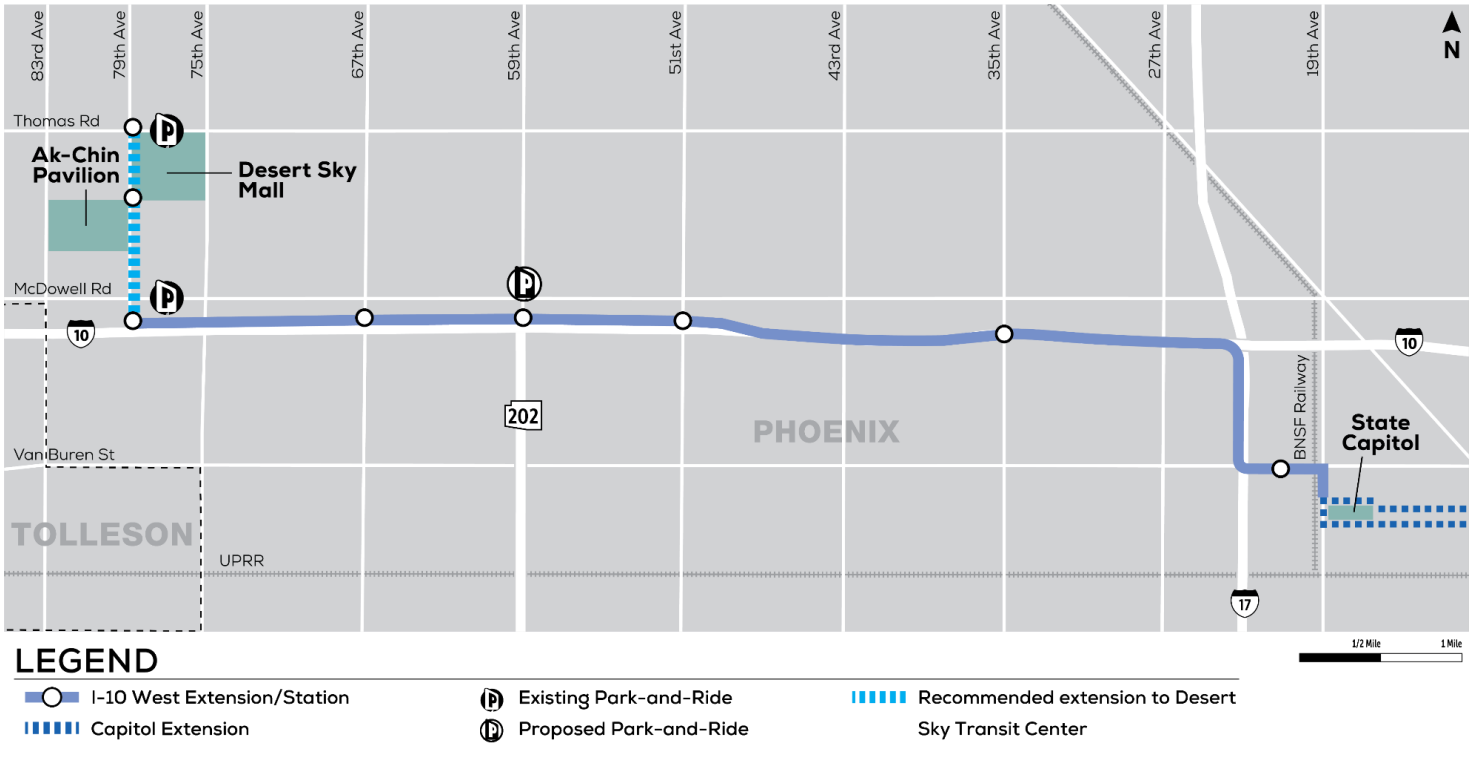 83rd Ave
79th Ave
75th Ave
67th Ave
59th Ave
51st Ave
43rd Ave
35th Ave
27th Ave
19th Ave
N
Thomas Rd
P
Ak-Chin
Pavilion
Desert Sky
Mall
McDowell Rd
P
P
10
10
202
PHOENIX
BNSF Railway
State
Capitol
Van Buren St
TOLLESON
UPRR
17
1/2 Mile
1 Mile
LEGEND
I-10 West Extension/Station
P Existing Park-and-Ride
Recommended extension to Desert
Sky Transit Center
Capitol Extension
P Proposed Park-and-Ride